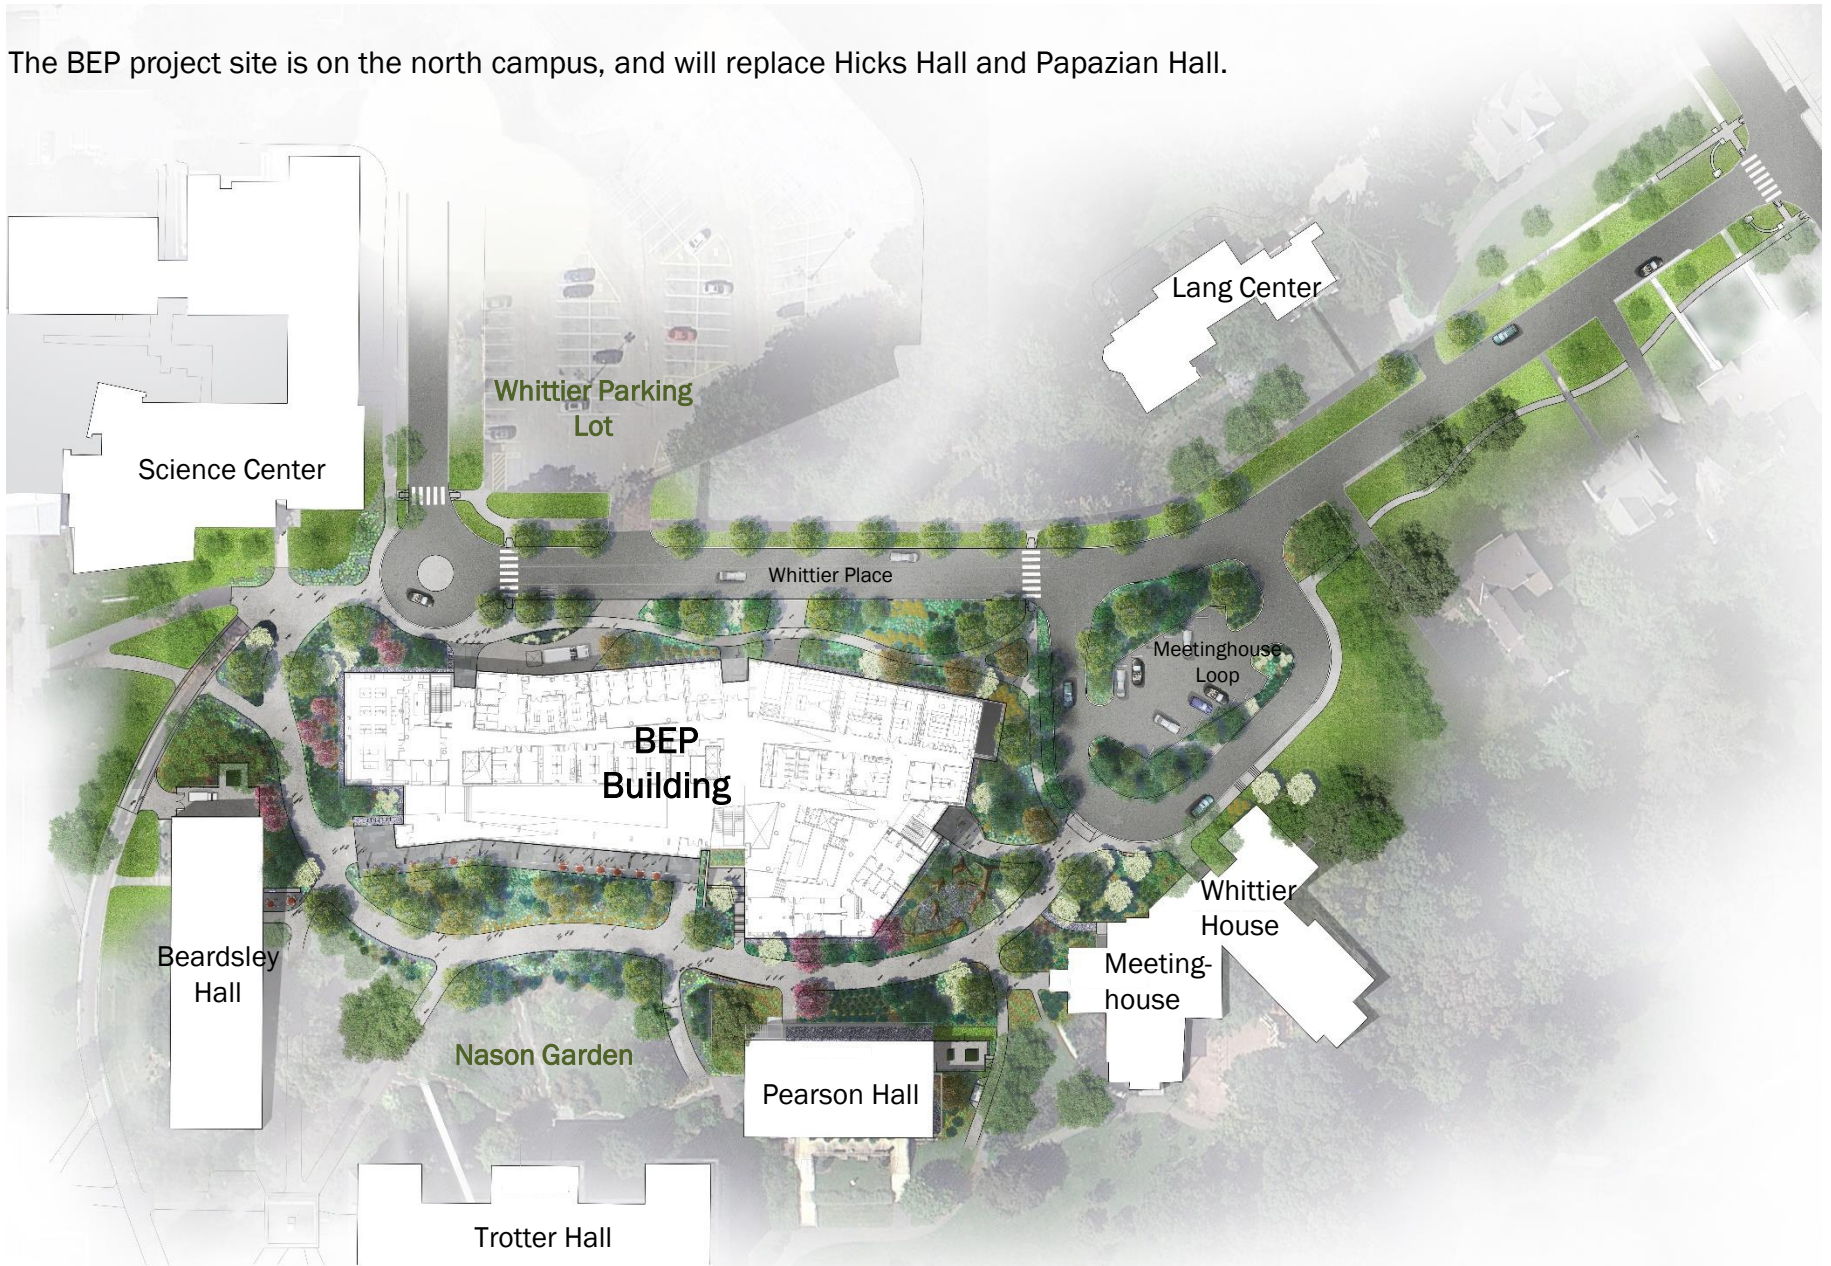 The BEP project site is on the north campus, and will replace Hicks Hall and Papazian Hall.
Lang Center
Whittier Parking
Lot
Science Center
Whittier Place
Meetinghouse
Loop
BEP
Building
Whittier
House
Beardsley
Hall
Meeting-
house
Nason Garden
Pearson Hall
Trotter Hall